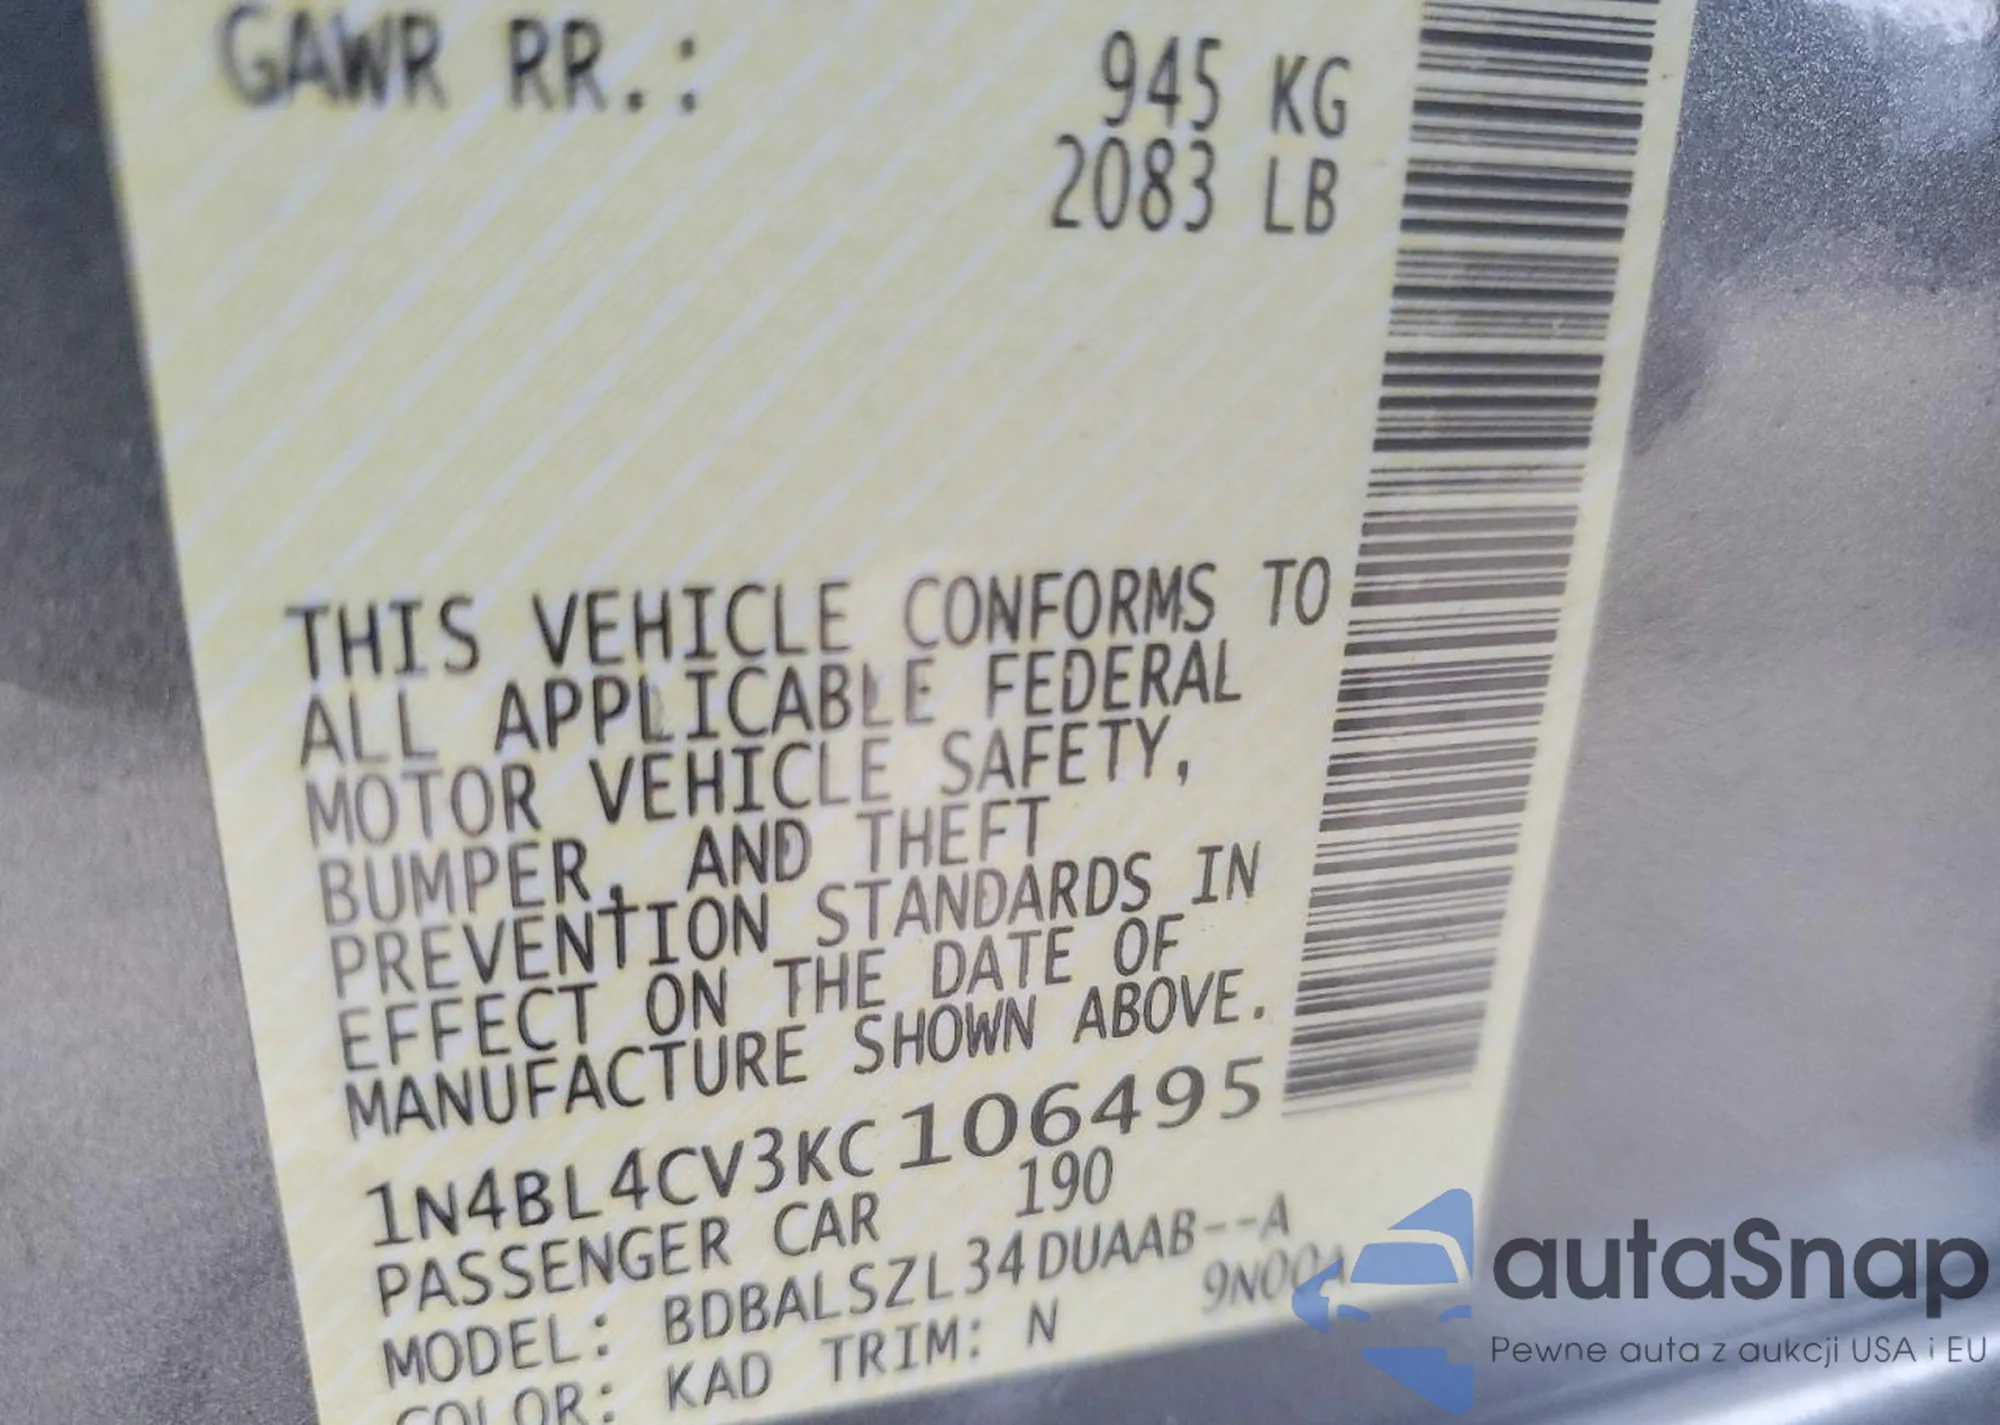 GAWR RR.: 945 KG
2083 LB
THIS VEHICLE CONFORMS TO
ALL APPLICABLE FEDERAL
MOTOR VEHICLE SAFETY,
BUMPER, AND THEFT
PREVENTION STANDARDS IN
EFFECT ON THE DATE OF
MANUFACTURE SHOWN ABOVE.
1N4BL4CV3KC106495
PASSENGER CAR 190
MODEL: BDBALSZL34DUAAB--A
COLOR: KAD TRIM: N 9N00A
autaSnap
Pewne auta z aukcji USA i EU